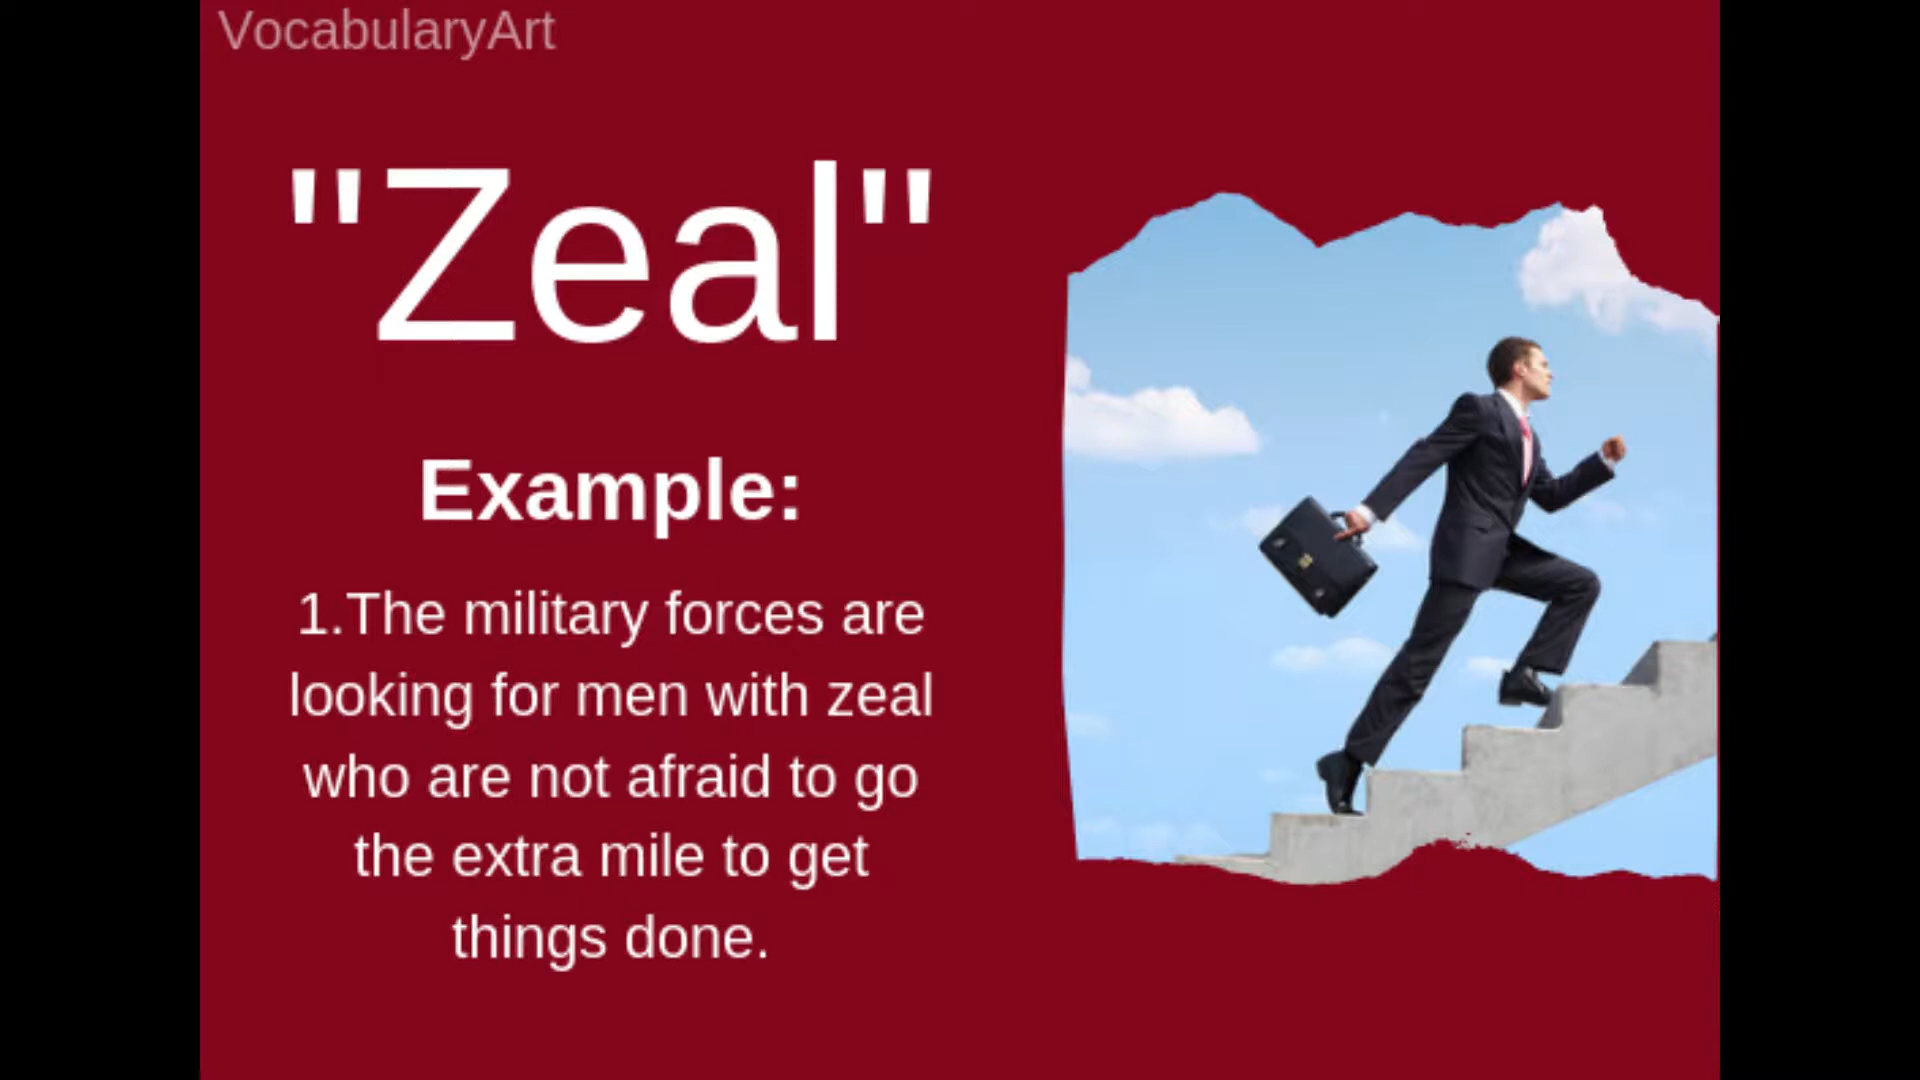 VocabularyArt
"Zeal"
Example:
1.The military forces are
looking for men with zeal
who are not afraid to go
the extra mile to get
things done.